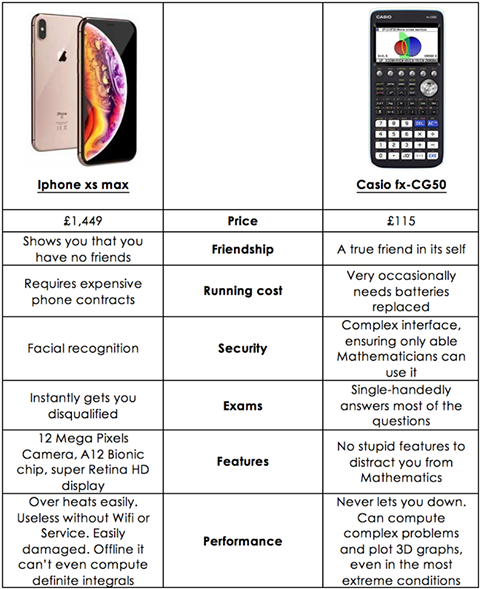 CASIO
Iphone xs max
Casio fx-CG50
£1,449
Price
£115
Shows you that you
have no friends
Friendship
A true friend in its self
Requires expensive
phone contracts
Running cost
Very occasionally
needs batteries
replaced
Facial recognition
Security
Complex interface,
ensuring only able
Mathematicians can
use it
Instantly gets you
disqualified
Exams
Single-handedly
answers most of the
questions
12 Mega Pixels
Camera, A12 Bionic
chip, super Retina HD
display
Features
No stupid features to
distract you from
Mathematics
Over heats easily.
Useless without Wifi or
Service. Easily
damaged. Offline it
can't even compute
definite integrals
Performance
Never lets you down.
Can compute
complex problems
and plot 3D graphs,
even in the most
extreme conditions